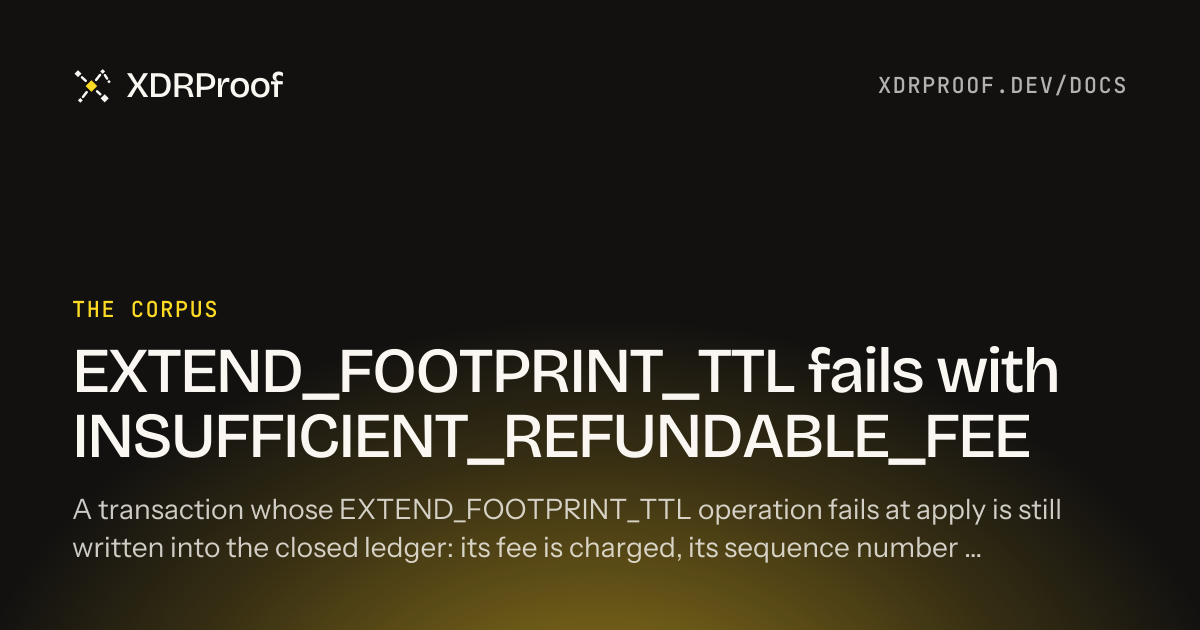 XDRProof
XDRPROOF.DEV/DOCS
THE CORPUS
EXTEND_FOOTPRINT_TTL fails with
INSUFFICIENT_REFUNDABLE_FEE
A transaction whose EXTEND_FOOTPRINT_TTL operation fails at apply is still
written into the closed ledger: its fee is charged, its sequence number ...